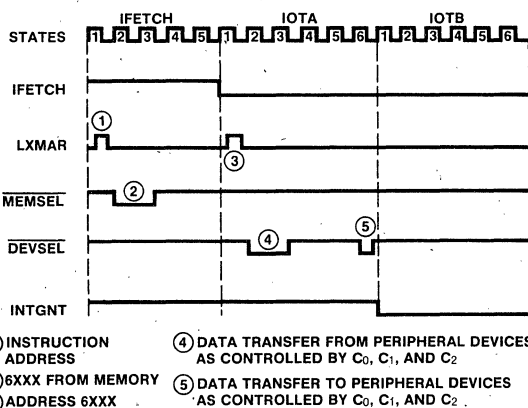 IFETCH IOTA IOTB
STATES 1 2 3 4 5 1 2 3 4 5 6 1 2 3 4 5 6
IFETCH
LXMAR
1
3
MEMSEL
2
DEVSEL
4
5
INTGNT
INSTRUCTION
ADDRESS
6XXX FROM MEMORY
ADDRESS 6XXX
4 DATA TRANSFER FROM PERIPHERAL DEVICES
AS CONTROLLED BY C0, C1, AND C2
5 DATA TRANSFER TO PERIPHERAL DEVICES
AS CONTROLLED BY C0, C1, AND C2